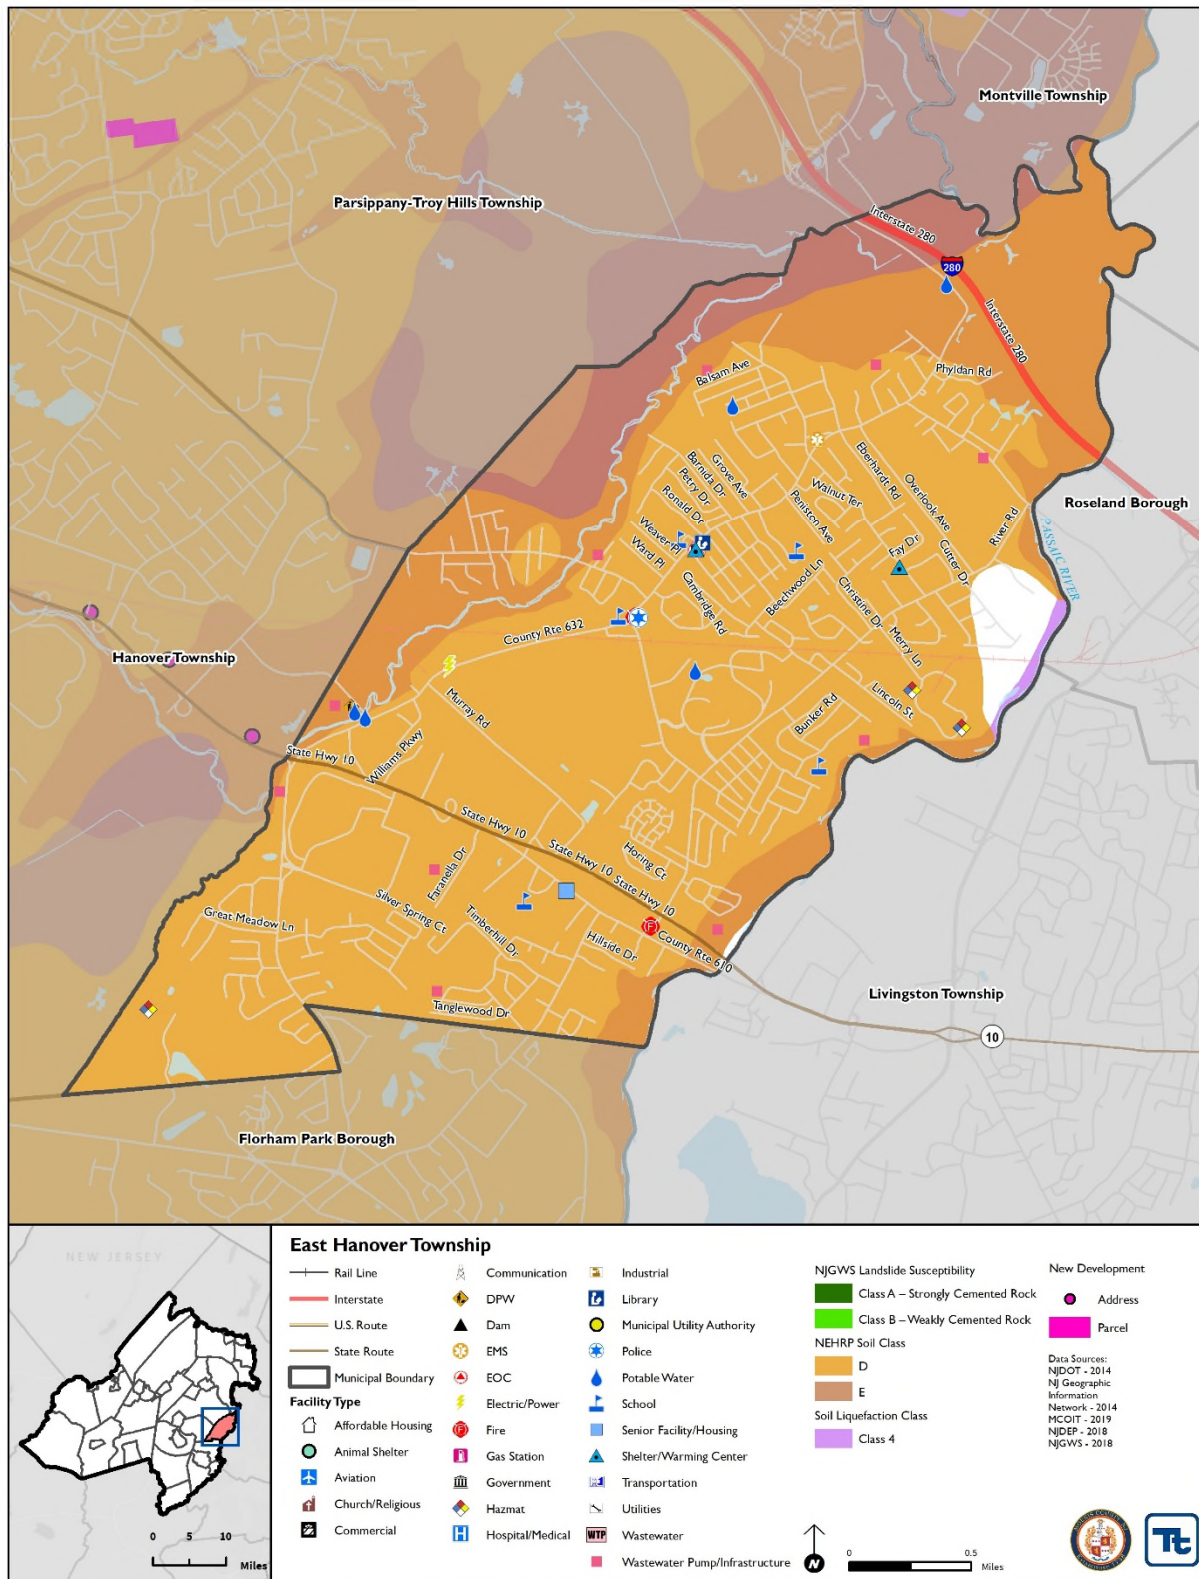 Montville Township
Parsippany-Troy Hills Township
Interstate 280
280
Interstate 280
Balsam Ave
Phyldan Rd
Grove Ave
Barnida Dr
Petry Dr
Ronald Dr
Walnut Ter
Eberhardt Rd
Overlook Ave
Roseland Borough
Weaver Pl
Ward Pl
Peniston Ave
Fay Dr
Cutter Dr
River Rd
PASSAIC RIVER
Cambridge Rd
Beechwood Ln
Christine Dr
Merry Ln
County Rte 632
Hanover Township
Murray Rd
Lincoln St
Bunker Rd
State Hwy 10
Williams Pkwy
State Hwy 10
State Hwy 10
State Hwy 10
Horing Ct
Faranella Dr
Silver Spring Ct
Timberhill Dr
Great Meadow Ln
Hillside Dr
County Rte 610
Tanglewood Dr
Livingston Township
10
Florham Park Borough
NEW JERSEY
0 5 10
Miles
East Hanover Township
Rail Line
Interstate
U.S. Route
State Route
Municipal Boundary
Facility Type
Affordable Housing
Animal Shelter
Aviation
Church/Religious
Commercial
Communication
DPW
Dam
EMS
EOC
Electric/Power
F Fire
Gas Station
Government
Hazmat
H Hospital/Medical
Industrial
Library
Municipal Utility Authority
Police
Potable Water
School
Senior Facility/Housing
Shelter/Warming Center
Transportation
Utilities
WTP Wastewater
Wastewater Pump/Infrastructure
NJGWS Landslide Susceptibility
Class A – Strongly Cemented Rock
Class B – Weakly Cemented Rock
NEHRP Soil Class
D
E
Soil Liquefaction Class
Class 4
New Development
Address
Parcel
Data Sources:
NJDOT - 2014
NJ Geographic
Information
Network - 2014
MCOIT - 2019
NJDEP - 2018
NJGWS - 2018
N
0 0.5
Miles
Tt